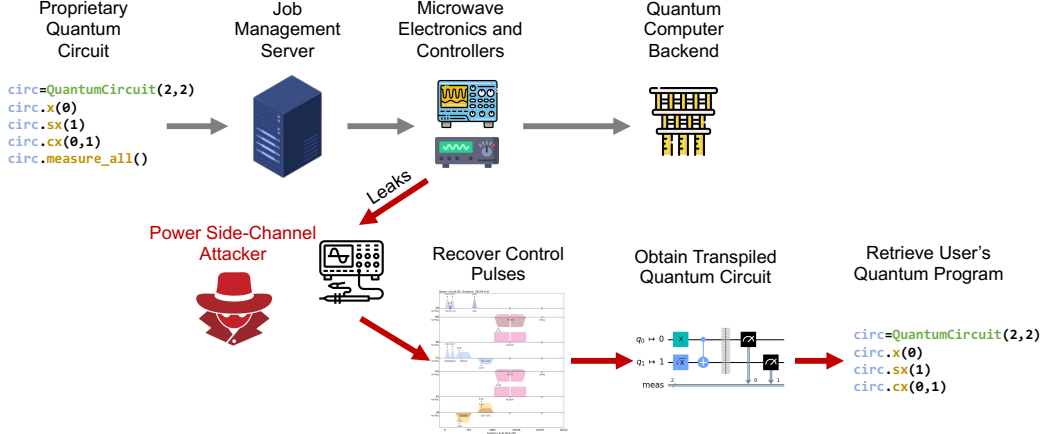 Proprietary
Quantum
Circuit
Job
Management
Server
Microwave
Electronics and
Controllers
Quantum
Computer
Backend
circ=QuantumCircuit(2,2)
circ.x(0)
circ.sx(1)
circ.cx(0,1)
circ.measure_all()
Leaks
Power Side-Channel
Attacker
Recover Control
Pulses
Obtain Transpiled
Quantum Circuit
Retrieve User's
Quantum Program
q₀ ↦ 0
X
q₁ ↦ 1
√X
meas
2
0
1
circ=QuantumCircuit(2,2)
circ.x(0)
circ.sx(1)
circ.cx(0,1)